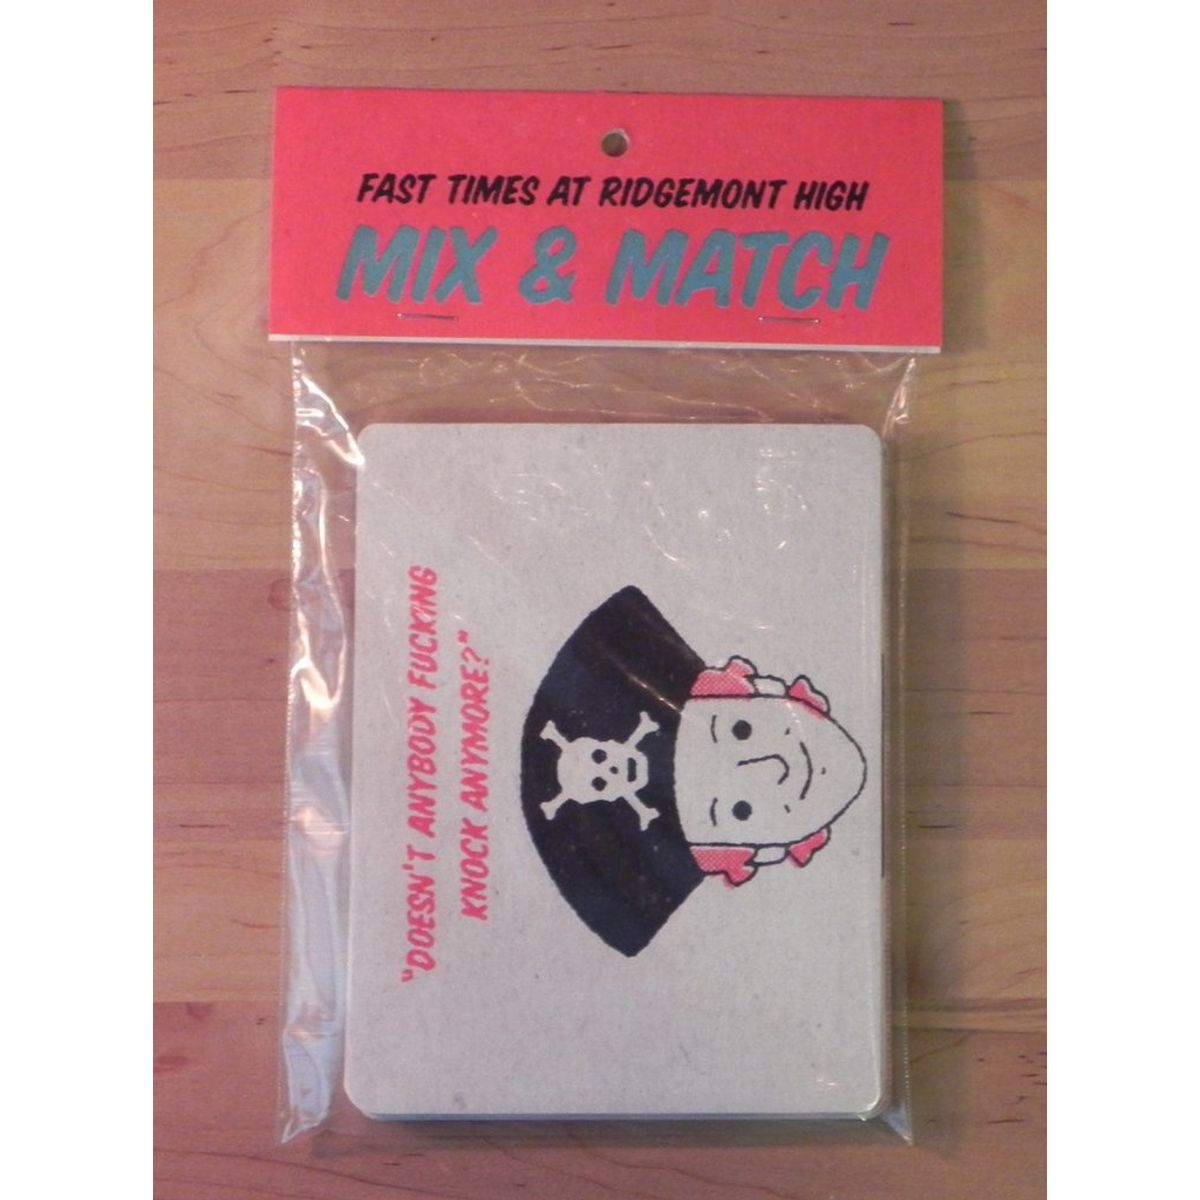 FAST TIMES AT RIDGEMONT HIGH
MIX & MATCH
"DOESN'T ANYBODY FUCKING
KNOCK ANYMORE?"